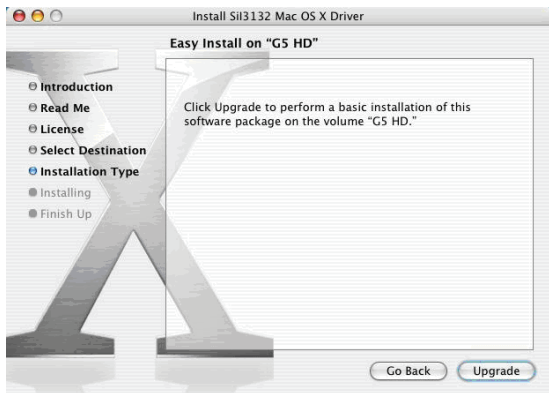 Install SiI3132 Mac OS X Driver
Easy Install on “G5 HD”
Introduction
Read Me
License
Select Destination
Installation Type
Installing
Finish Up
Click Upgrade to perform a basic installation of this
software package on the volume “G5 HD.”
Go Back
Upgrade